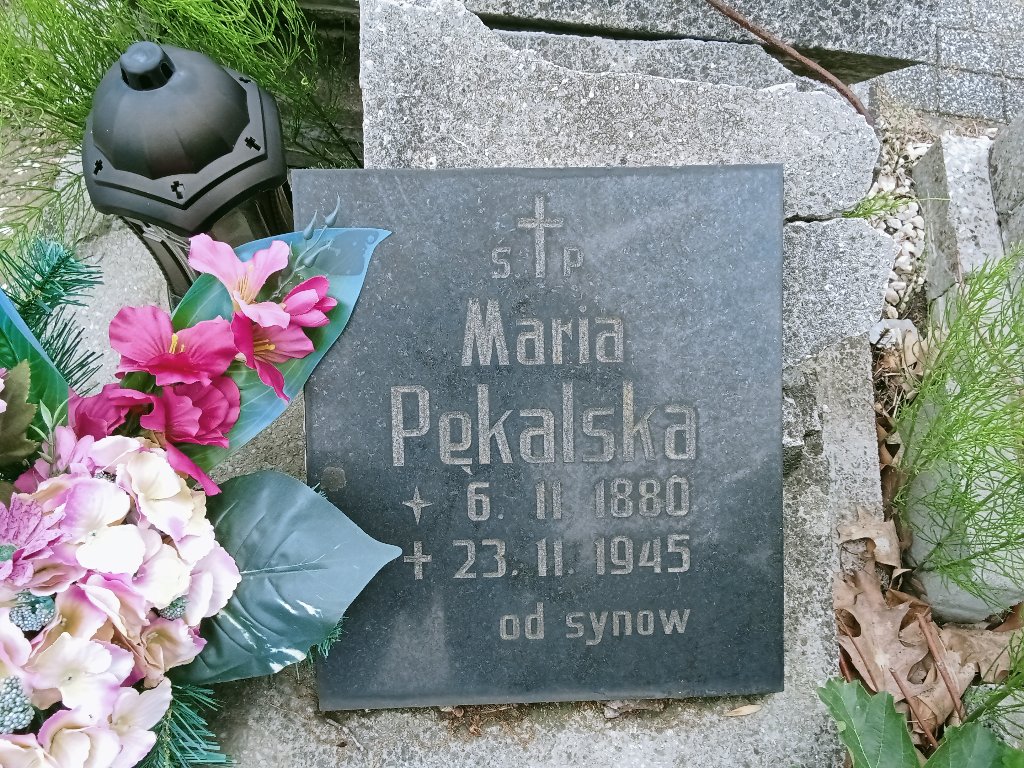 S P
Maria
Pękalska
6. II 1880
23. II. 1945
od synow